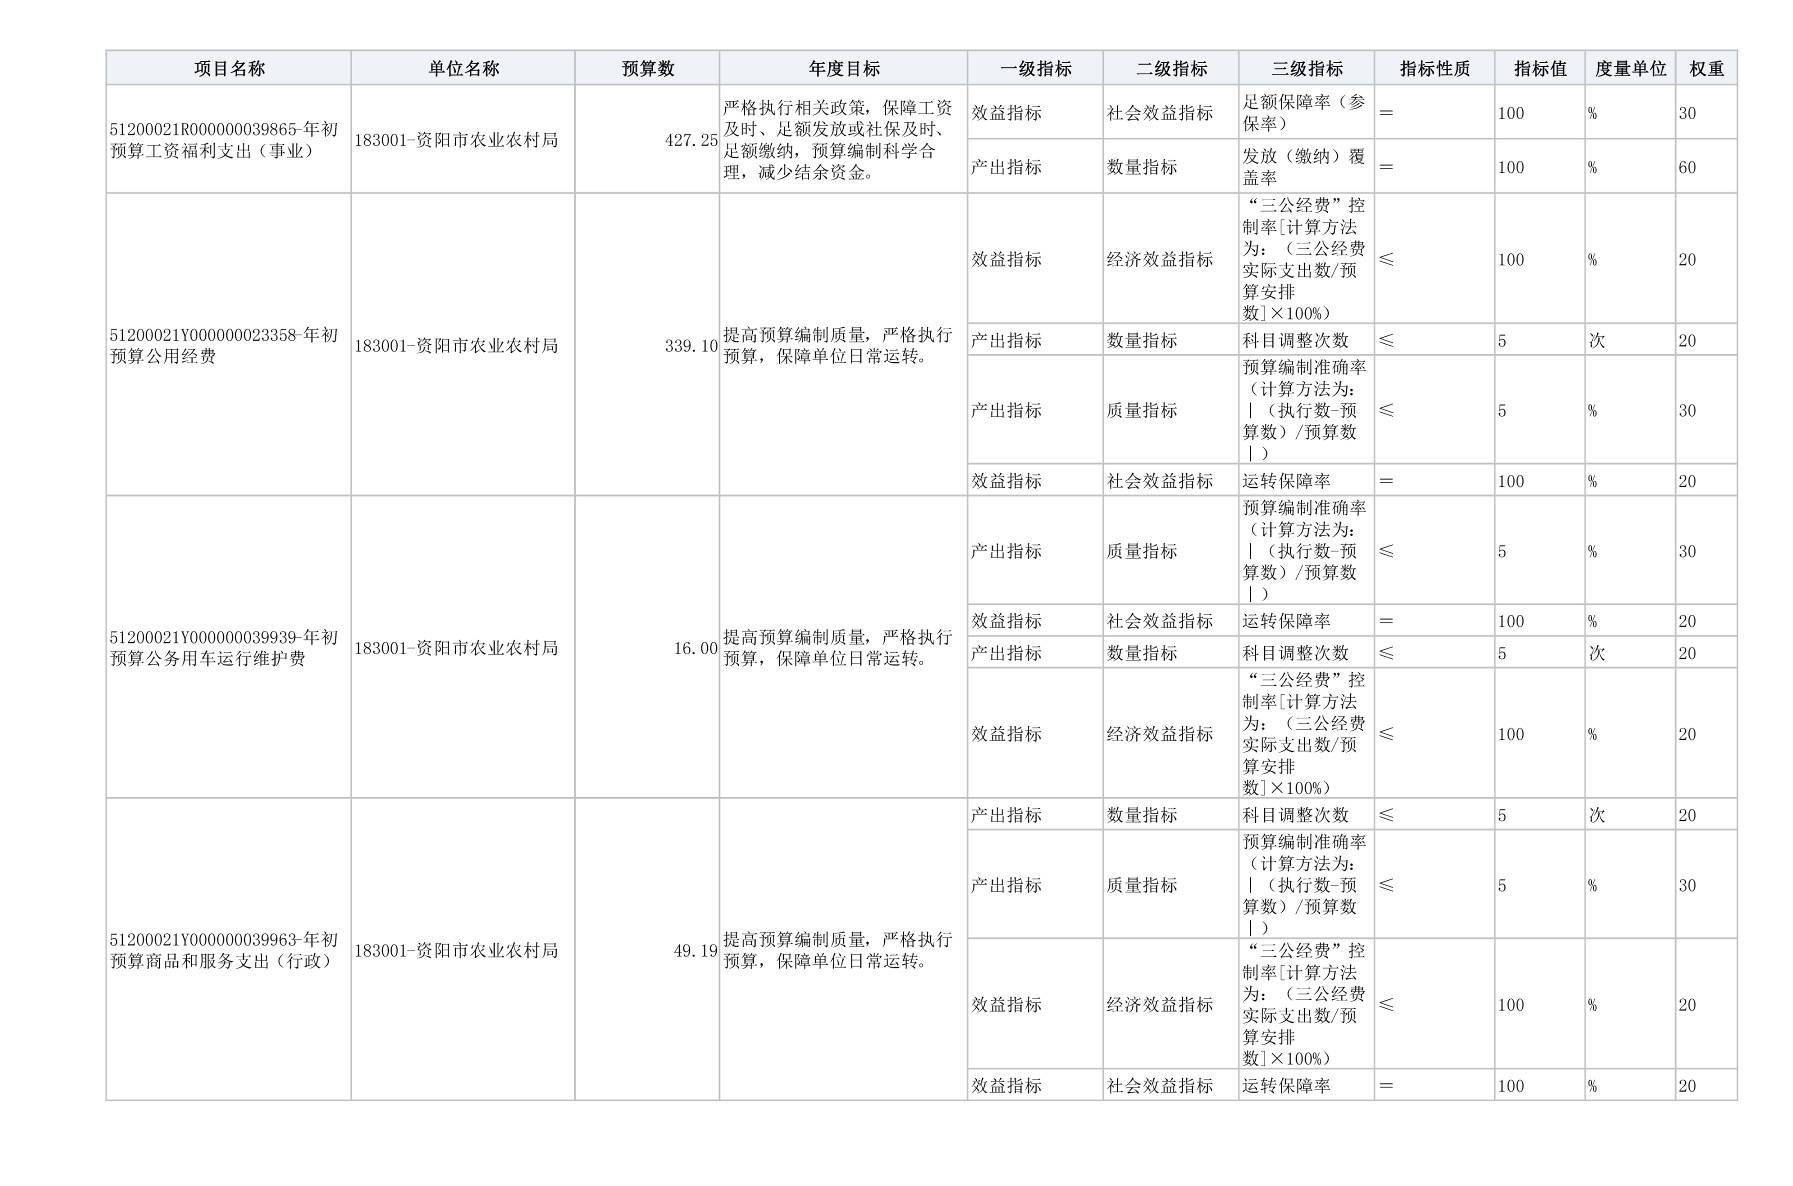 项目名称 单位名称 预算数 年度目标 一级指标 二级指标 三级指标 指标性质 指标值 度量单位 权重
51200021R000000039865-年初
预算工资福利支出（事业）
183001-资阳市农业农村局
427.25
严格执行相关政策，保障工资
及时、足额发放或社保及时、
足额缴纳，预算编制科学合
理，减少结余资金。
效益指标 社会效益指标
足额保障率（参
保率）
＝ 100 % 30
产出指标 数量指标
发放（缴纳）覆
盖率
＝ 100 % 60
51200021Y000000023358-年初
预算公用经费
183001-资阳市农业农村局
339.10
提高预算编制质量，严格执行
预算，保障单位日常运转。
效益指标 经济效益指标
“三公经费”控
制率[计算方法
为：（三公经费
实际支出数/预
算安排
数]×100%）
≤ 100 % 20
产出指标 数量指标 科目调整次数 ≤ 5 次 20
产出指标 质量指标
预算编制准确率
（计算方法为：
∣（执行数-预
算数）/预算数
∣）
≤ 5 % 30
效益指标 社会效益指标 运转保障率 ＝ 100 % 20
51200021Y000000039939-年初
预算公务用车运行维护费
183001-资阳市农业农村局
16.00
提高预算编制质量，严格执行
预算，保障单位日常运转。
产出指标 质量指标
预算编制准确率
（计算方法为：
∣（执行数-预
算数）/预算数
∣）
≤ 5 % 30
效益指标 社会效益指标 运转保障率 ＝ 100 % 20
产出指标 数量指标 科目调整次数 ≤ 5 次 20
效益指标 经济效益指标
“三公经费”控
制率[计算方法
为：（三公经费
实际支出数/预
算安排
数]×100%）
≤ 100 % 20
51200021Y000000039963-年初
预算商品和服务支出（行政）
183001-资阳市农业农村局
49.19
提高预算编制质量，严格执行
预算，保障单位日常运转。
产出指标 数量指标 科目调整次数 ≤ 5 次 20
产出指标 质量指标
预算编制准确率
（计算方法为：
∣（执行数-预
算数）/预算数
∣）
≤ 5 % 30
效益指标 经济效益指标
“三公经费”控
制率[计算方法
为：（三公经费
实际支出数/预
算安排
数]×100%）
≤ 100 % 20
效益指标 社会效益指标 运转保障率 ＝ 100 % 20